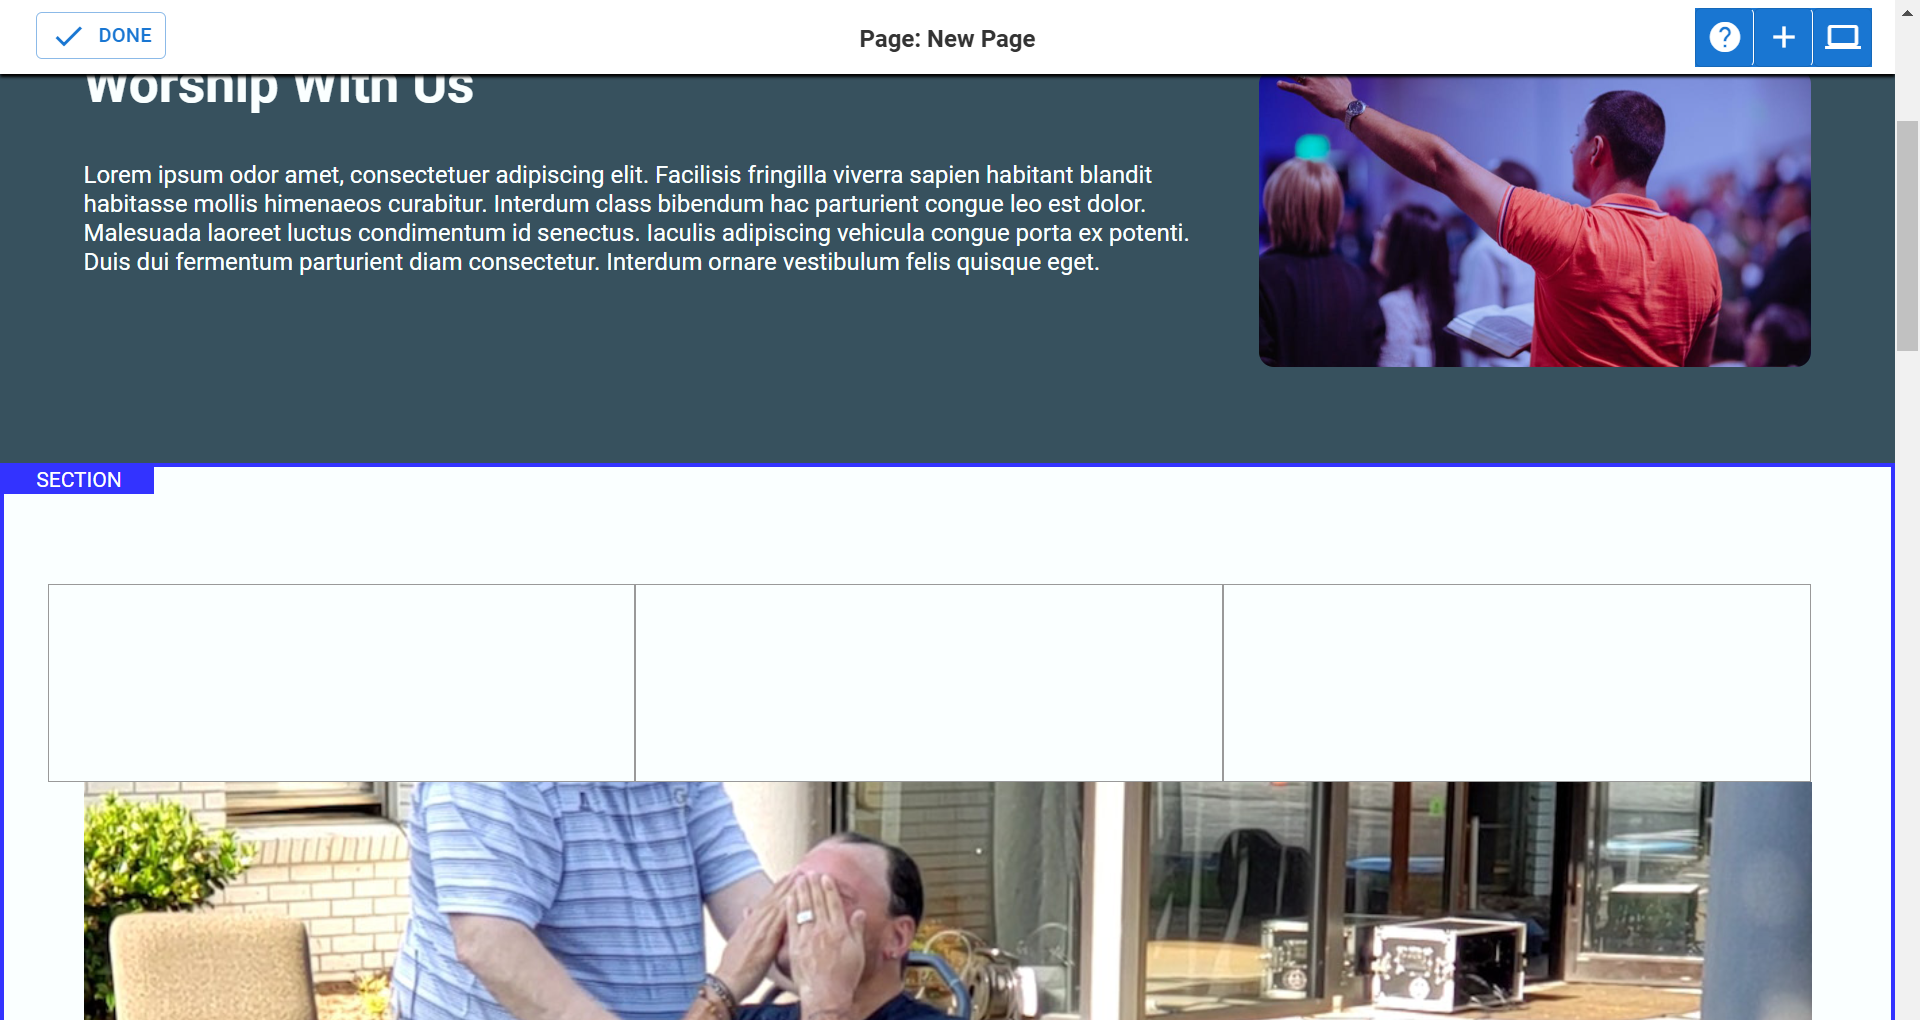 DONE
Page: New Page
Worship With Us
Lorem ipsum odor amet, consectetuer adipiscing elit. Facilisis fringilla viverra sapien habitant blandit
habitasse mollis himenaeos curabitur. Interdum class bibendum hac parturient congue leo est dolor.
Malesuada laoreet luctus condimentum id senectus. Iaculis adipiscing vehicula congue porta ex potenti.
Duis dui fermentum parturient diam consectetur. Interdum ornare vestibulum felis quisque eget.
SECTION